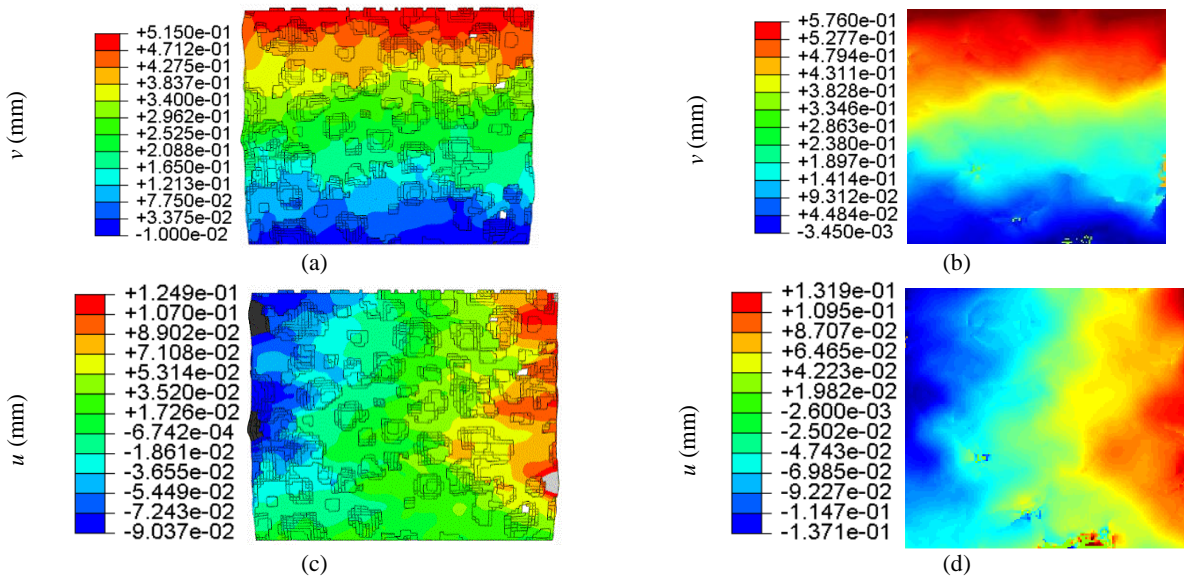 v (mm)
+5.150e-01
+4.712e-01
+4.275e-01
+3.837e-01
+3.400e-01
+2.962e-01
+2.525e-01
+2.088e-01
+1.650e-01
+1.213e-01
+7.750e-02
+3.375e-02
-1.000e-02
(a)
v (mm)
+5.760e-01
+5.277e-01
+4.794e-01
+4.311e-01
+3.828e-01
+3.346e-01
+2.863e-01
+2.380e-01
+1.897e-01
+1.414e-01
+9.312e-02
+4.484e-02
-3.450e-03
(b)
u (mm)
+1.249e-01
+1.070e-01
+8.902e-02
+7.108e-02
+5.314e-02
+3.520e-02
+1.726e-02
-6.742e-04
-1.861e-02
-3.655e-02
-5.449e-02
-7.243e-02
-9.037e-02
(c)
u (mm)
+1.319e-01
+1.095e-01
+8.707e-02
+6.465e-02
+4.223e-02
+1.982e-02
-2.600e-03
-2.502e-02
-4.743e-02
-6.985e-02
-9.227e-02
-1.147e-01
-1.371e-01
(d)